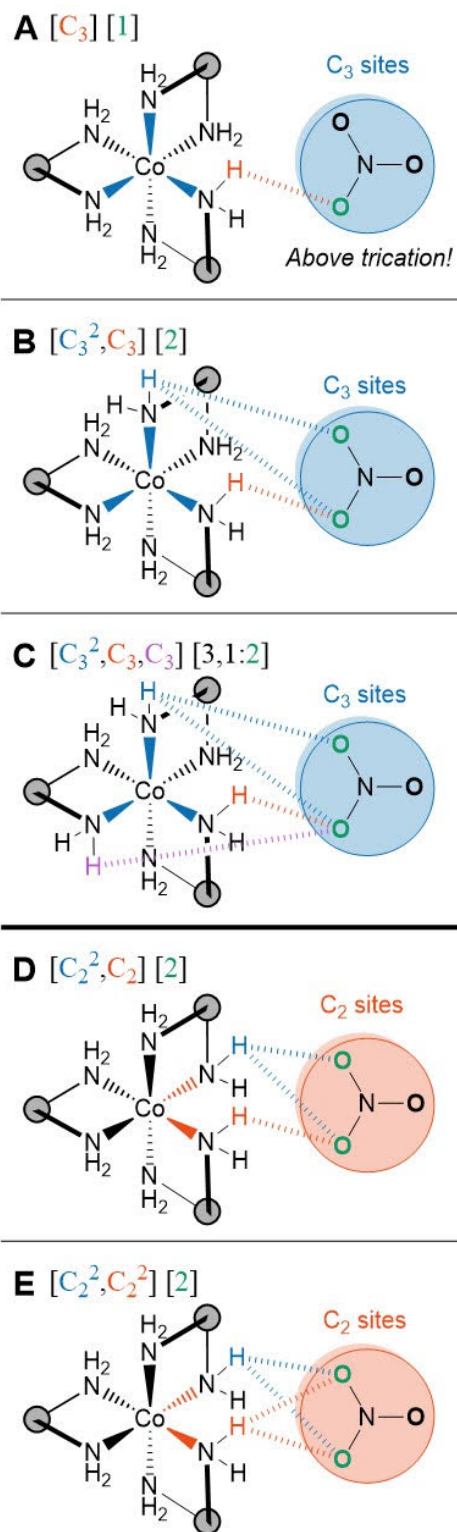 A [C₃] [1]
C₃ sites
H₂
N
H₂
N
NH₂
Co
H
N
H
N
H₂
N
H₂
O
N
O
O
Above trication!
B [C₃²,C₃] [2]
C₃ sites
H
H
N
H₂
N
NH₂
Co
H
N
H
N
H₂
N
H₂
O
N
O
O
C [C₃²,C₃,C₃] [3,1:2]
C₃ sites
H
H
N
H₂
N
NH₂
Co
H
N
H
H
N
H
N
H₂
O
N
O
O
D [C₂²,C₂] [2]
C₂ sites
H₂
N
H₂
N
H
N
H
Co
H
N
H
N
H₂
N
H₂
O
N
O
O
E [C₂²,C₂²] [2]
C₂ sites
H₂
N
H₂
N
H
N
H
Co
H
N
H
N
H₂
N
H₂
O
N
O
O